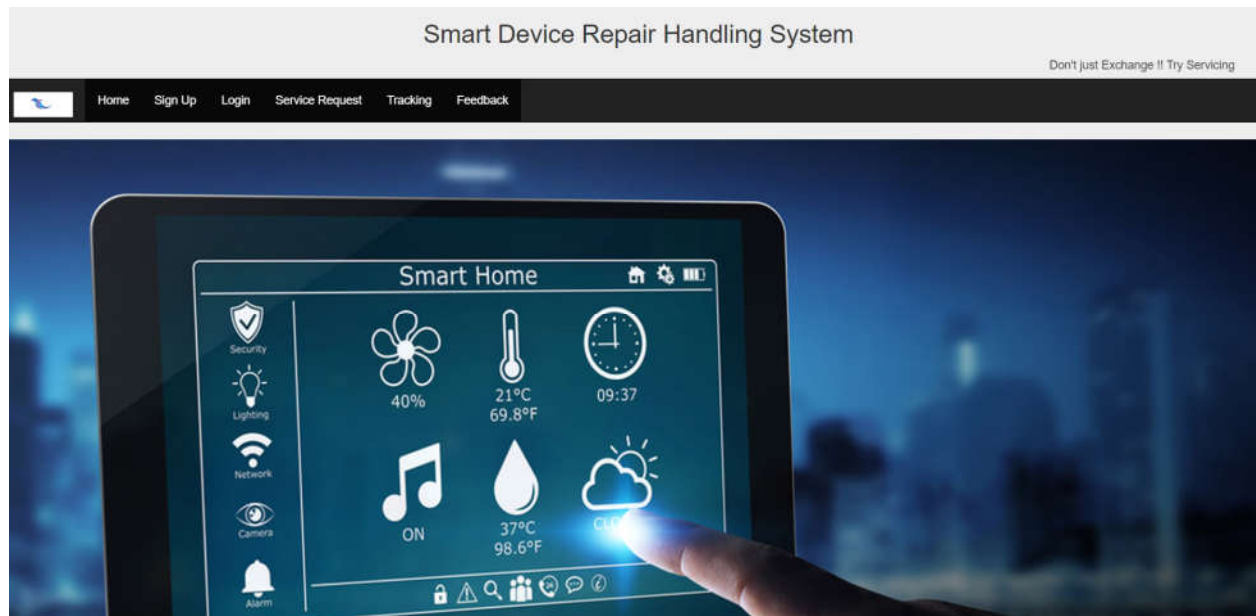 Smart Device Repair Handling System
Don't just Exchange !! Try Servicing
Home Sign Up Login Service Request Tracking Feedback
Smart Home
Security
Lighting
Network
Camera
Alarm
40%
21°C
69.8°F
09:37
ON
37°C
98.6°F
24